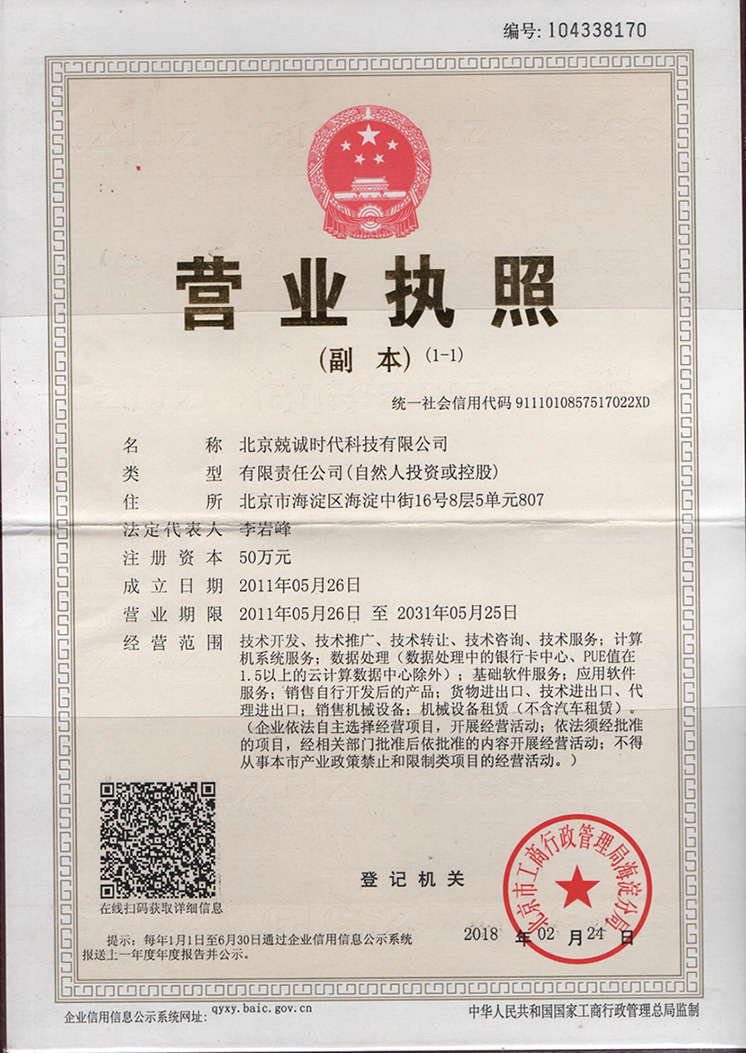 编号: 104338170
营业执照
(副 本) (1-1)
统一社会信用代码 9111010857517022XD
名 称 北京兢诚时代科技有限公司
类 型 有限责任公司(自然人投资或控股)
住 所 北京市海淀区海淀中街16号8层5单元807
法定代表人 李岩峰
注册资本 50万元
成立日期 2011年05月26日
营业期限 2011年05月26日 至 2031年05月25日
经营范围 技术开发、技术推广、技术转让、技术咨询、技术服务；计算
机系统服务；数据处理（数据处理中的银行卡中心、PUE值在
1.5以上的云计算数据中心除外）；基础软件服务；应用软件
服务；销售自行开发后的产品；货物进出口、技术进出口、代
理进出口；销售机械设备；机械设备租赁（不含汽车租赁）。
（企业依法自主选择经营项目，开展经营活动；依法须经批准
的项目，经相关部门批准后依批准的内容开展经营活动；不得
从事本市产业政策禁止和限制类项目的经营活动。）
在线扫码获取详细信息
登记机关
北京市工商行政管理局海淀分局
2018 年 02 月 24 日
提示：每年1月1日至6月30日通过企业信用信息公示系统
报送上一年度年度报告并公示。
企业信用信息公示系统网址: qyxy.baic.gov.cn
中华人民共和国国家工商行政管理总局监制